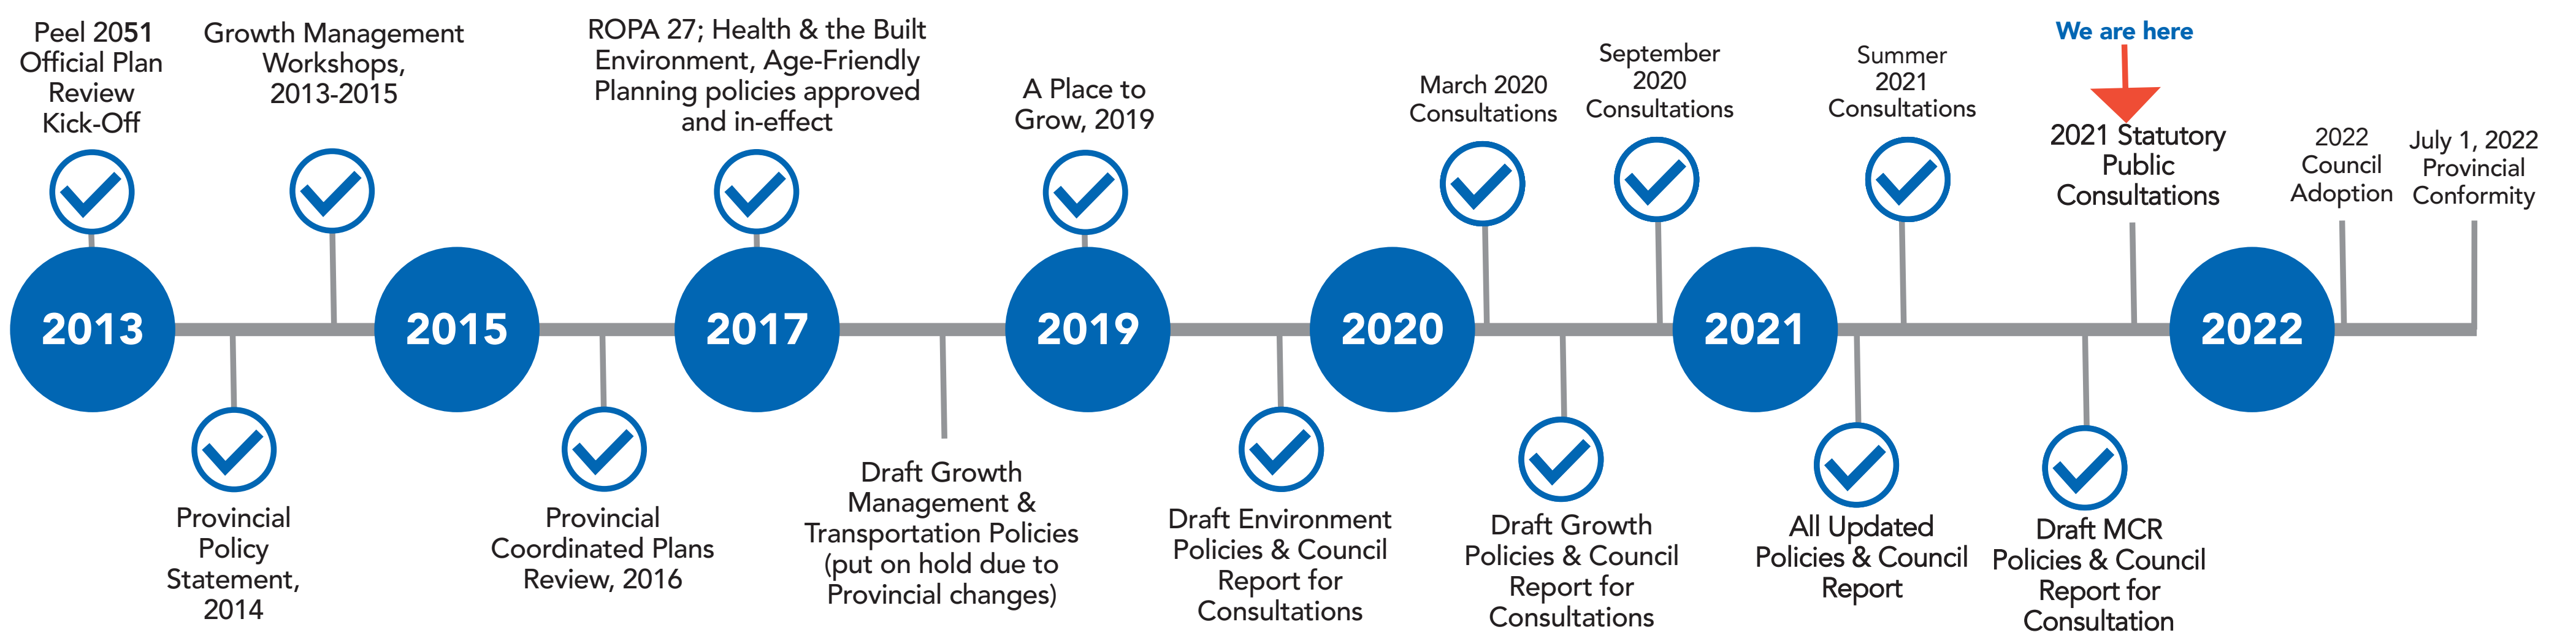 Peel 2051
Official Plan
Review
Kick-Off
Growth Management
Workshops,
2013-2015
ROPA 27; Health & the Built
Environment, Age-Friendly
Planning policies approved
and in-effect
A Place to
Grow, 2019
March 2020
Consultations
September
2020
Consultations
Summer
2021
Consultations
We are here
2021 Statutory
Public
Consultations
2022
Council
Adoption
July 1, 2022
Provincial
Conformity
2013
2015
2017
2019
2020
2021
2022
Provincial
Policy
Statement,
2014
Provincial
Coordinated Plans
Review, 2016
Draft Growth
Management &
Transportation Policies
(put on hold due to
Provincial changes)
Draft Environment
Policies & Council
Report for
Consultations
Draft Growth
Policies & Council
Report for
Consultations
All Updated
Policies & Council
Report
Draft MCR
Policies & Council
Report for
Consultation